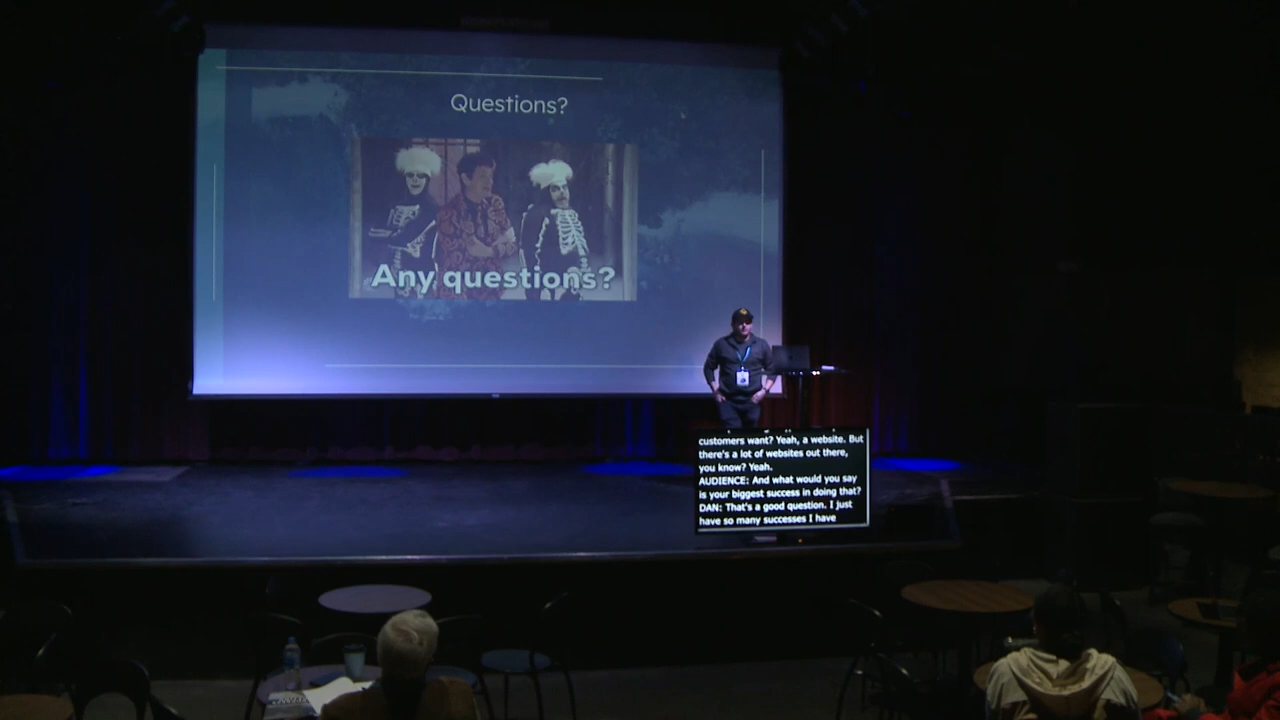 Questions?
Any questions?
customers want? Yeah, a website. But
there's a lot of websites out there,
you know? Yeah.
AUDIENCE: And what would you say
is your biggest success in doing that?
DAN: That's a good question. I just
have so many successes I have